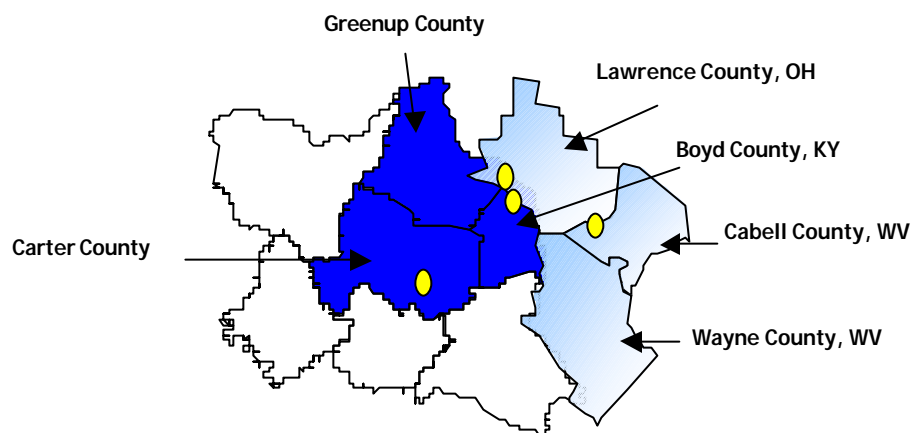 Greenup County
Lawrence County, OH
Boyd County, KY
Carter County
Cabell County, WV
Wayne County, WV